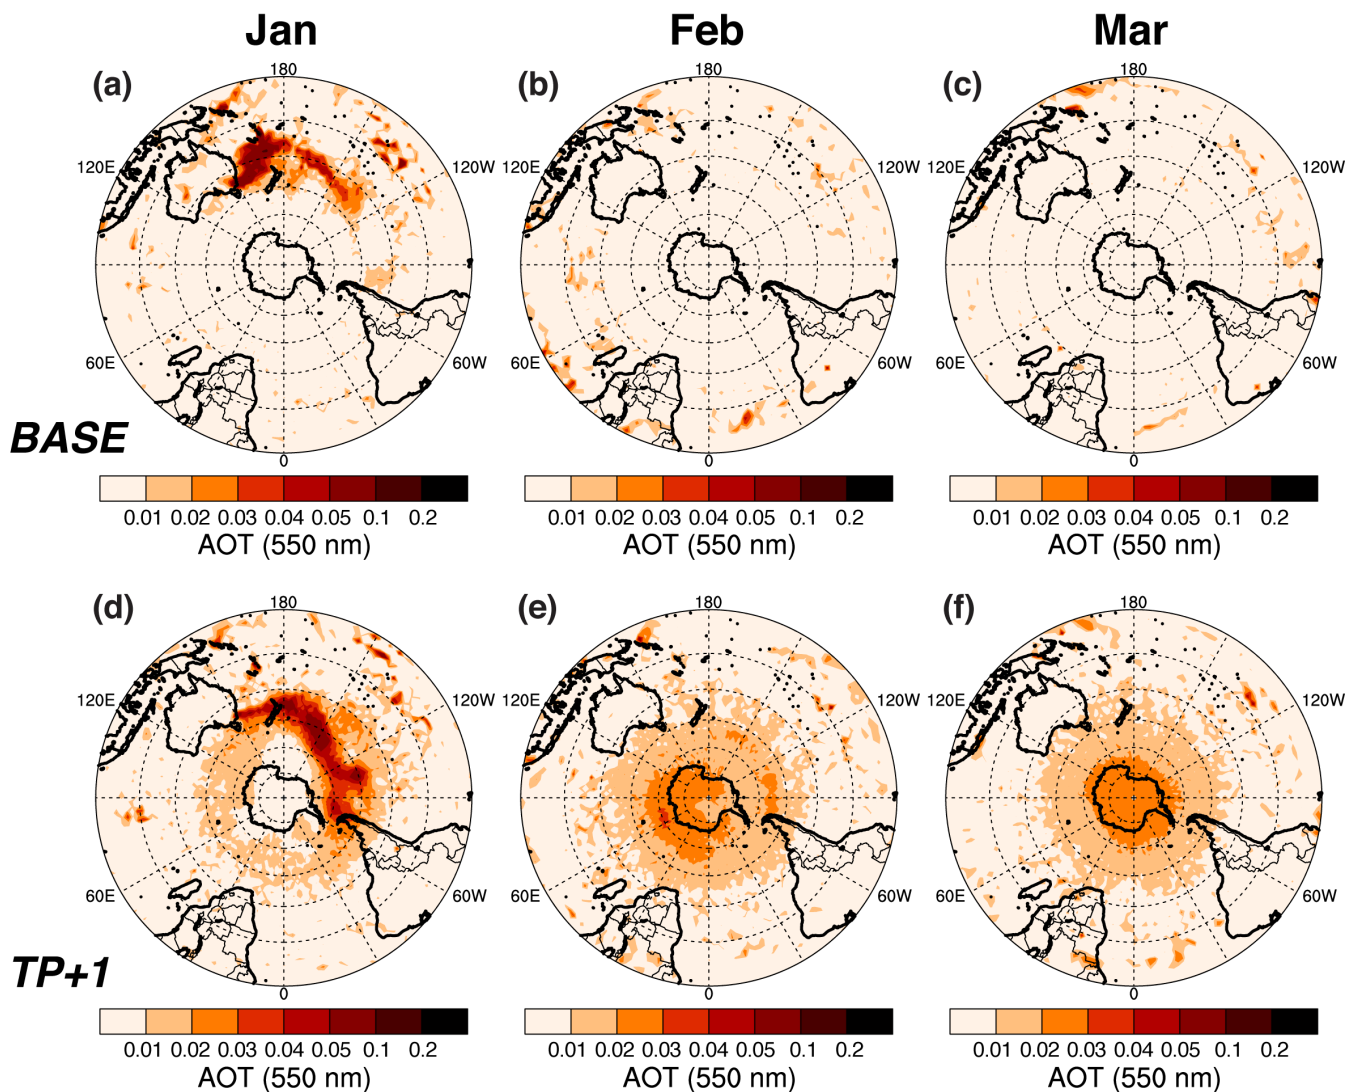 Jan Feb Mar
(a) 180 (b) 180 (c) 180
120E 120W 120E 120W 120E 120W
60E 60W 60E 60W 60E 60W
BASE
0 0 0
0.01 0.02 0.03 0.04 0.05 0.1 0.2 0.01 0.02 0.03 0.04 0.05 0.1 0.2 0.01 0.02 0.03 0.04 0.05 0.1 0.2
AOT (550 nm) AOT (550 nm) AOT (550 nm)
(d) 180 (e) 180 (f) 180
120E 120W 120E 120W 120E 120W
60E 60W 60E 60W 60E 60W
TP+1
0 0 0
0.01 0.02 0.03 0.04 0.05 0.1 0.2 0.01 0.02 0.03 0.04 0.05 0.1 0.2 0.01 0.02 0.03 0.04 0.05 0.1 0.2
AOT (550 nm) AOT (550 nm) AOT (550 nm)